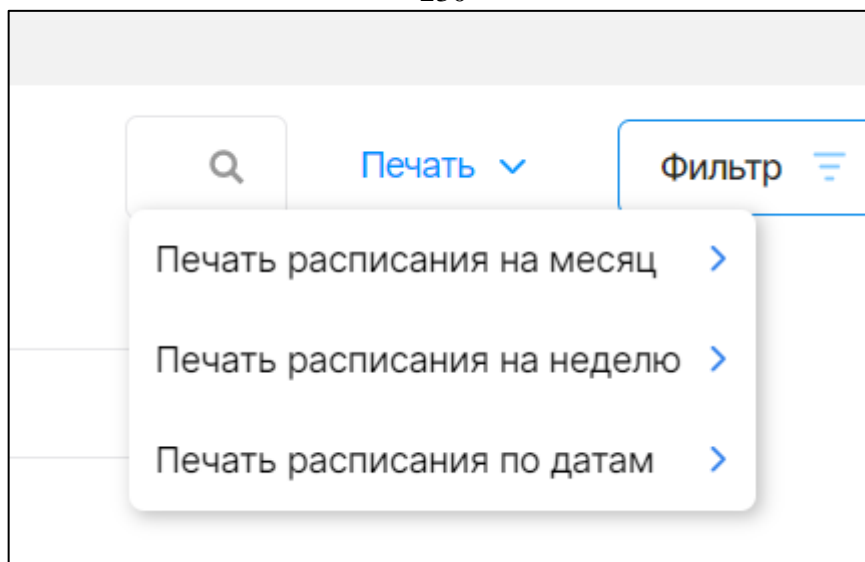 Печать
Фильтр
Печать расписания на месяц
Печать расписания на неделю
Печать расписания по датам